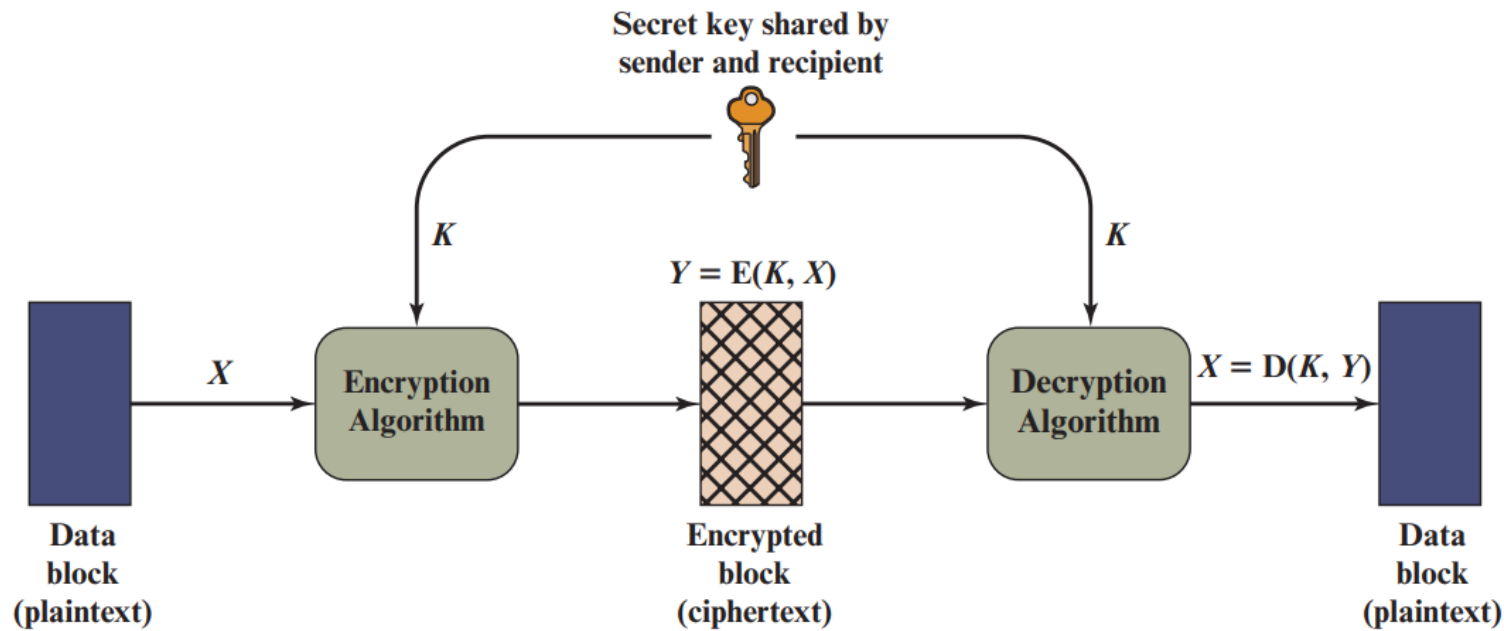 Secret key shared by
sender and recipient
K
K
Y = E(K, X)
X
Encryption
Algorithm
Decryption
Algorithm
X = D(K, Y)
Data
block
(plaintext)
Encrypted
block
(ciphertext)
Data
block
(plaintext)